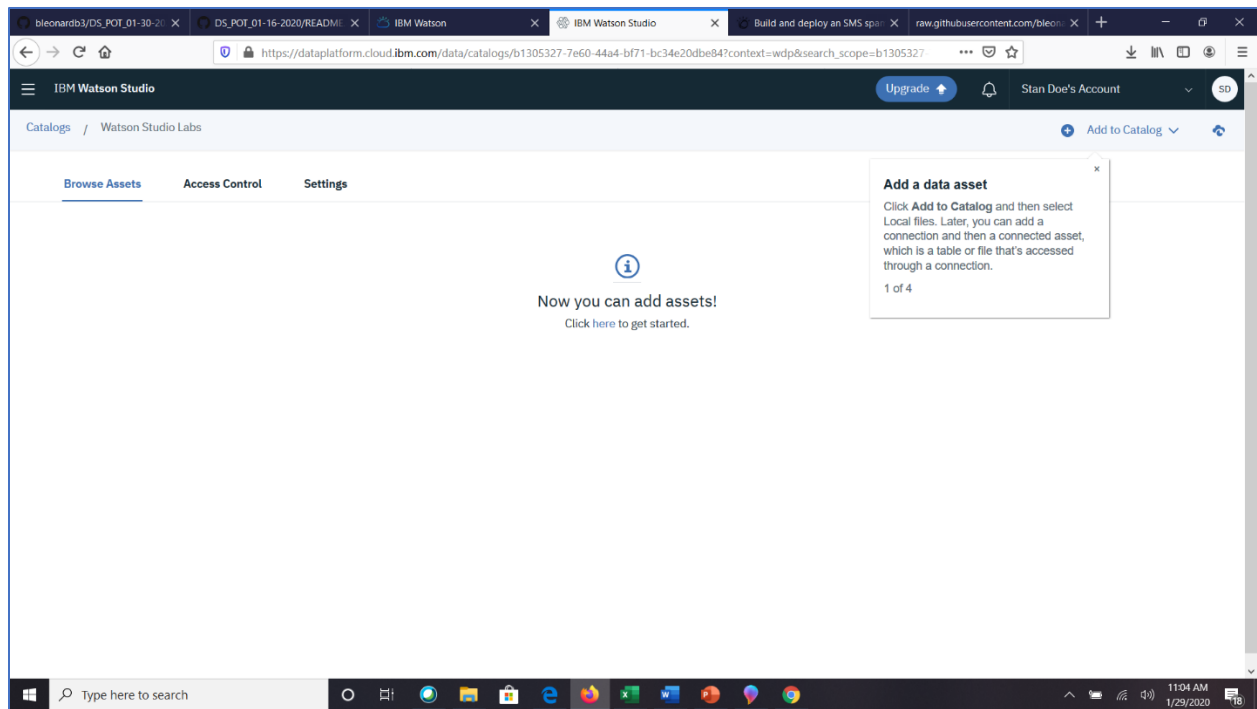 bleonardb3/DS_POT_01-30-20
DS_POT_01-16-2020/README.
IBM Watson
IBM Watson Studio
Build and deploy an SMS spam
raw.githubusercontent.com/bleona
https://dataplatform.cloud.ibm.com/data/catalogs/b1305327-7e60-44a4-bf71-bc34e20dbe84?context=wdp&search_scope=b1305327
IBM Watson Studio
Upgrade
Stan Doe's Account
SD
Catalogs / Watson Studio Labs
Add to Catalog
Browse Assets
Access Control
Settings
Add a data asset
Click Add to Catalog and then select
Local files. Later, you can add a
connection and then a connected asset,
which is a table or file that's accessed
through a connection.
1 of 4
Now you can add assets!
Click here to get started.
Type here to search
11:04 AM
1/29/2020
18